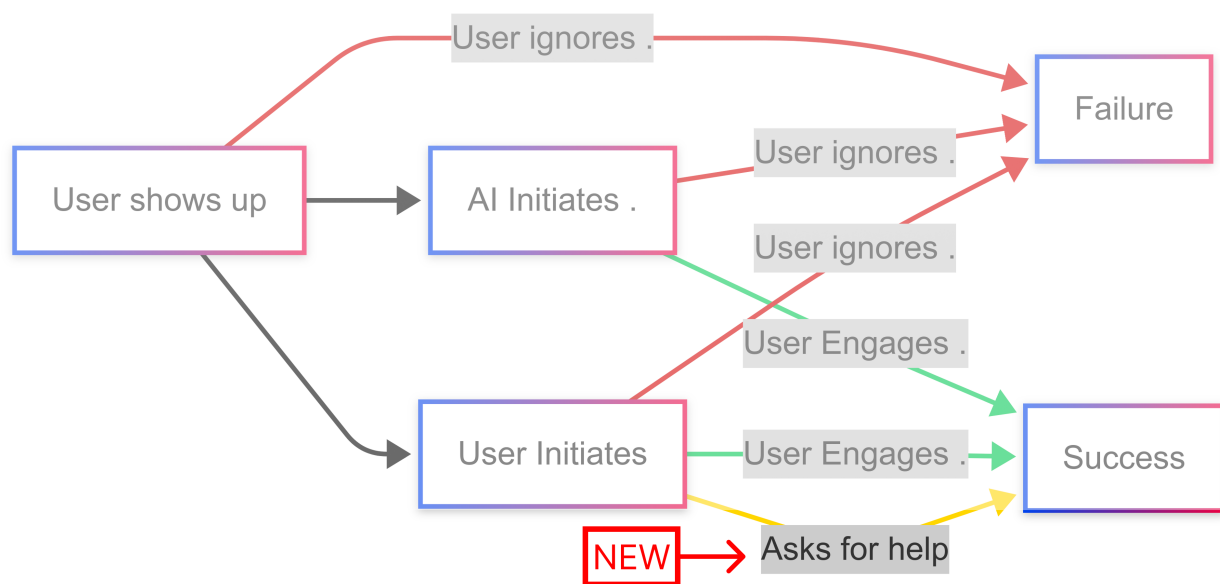 User ignores .
Failure
User ignores .
User shows up
AI Initiates .
User ignores .
User Engages .
User Initiates
User Engages .
Success
NEW
Asks for help